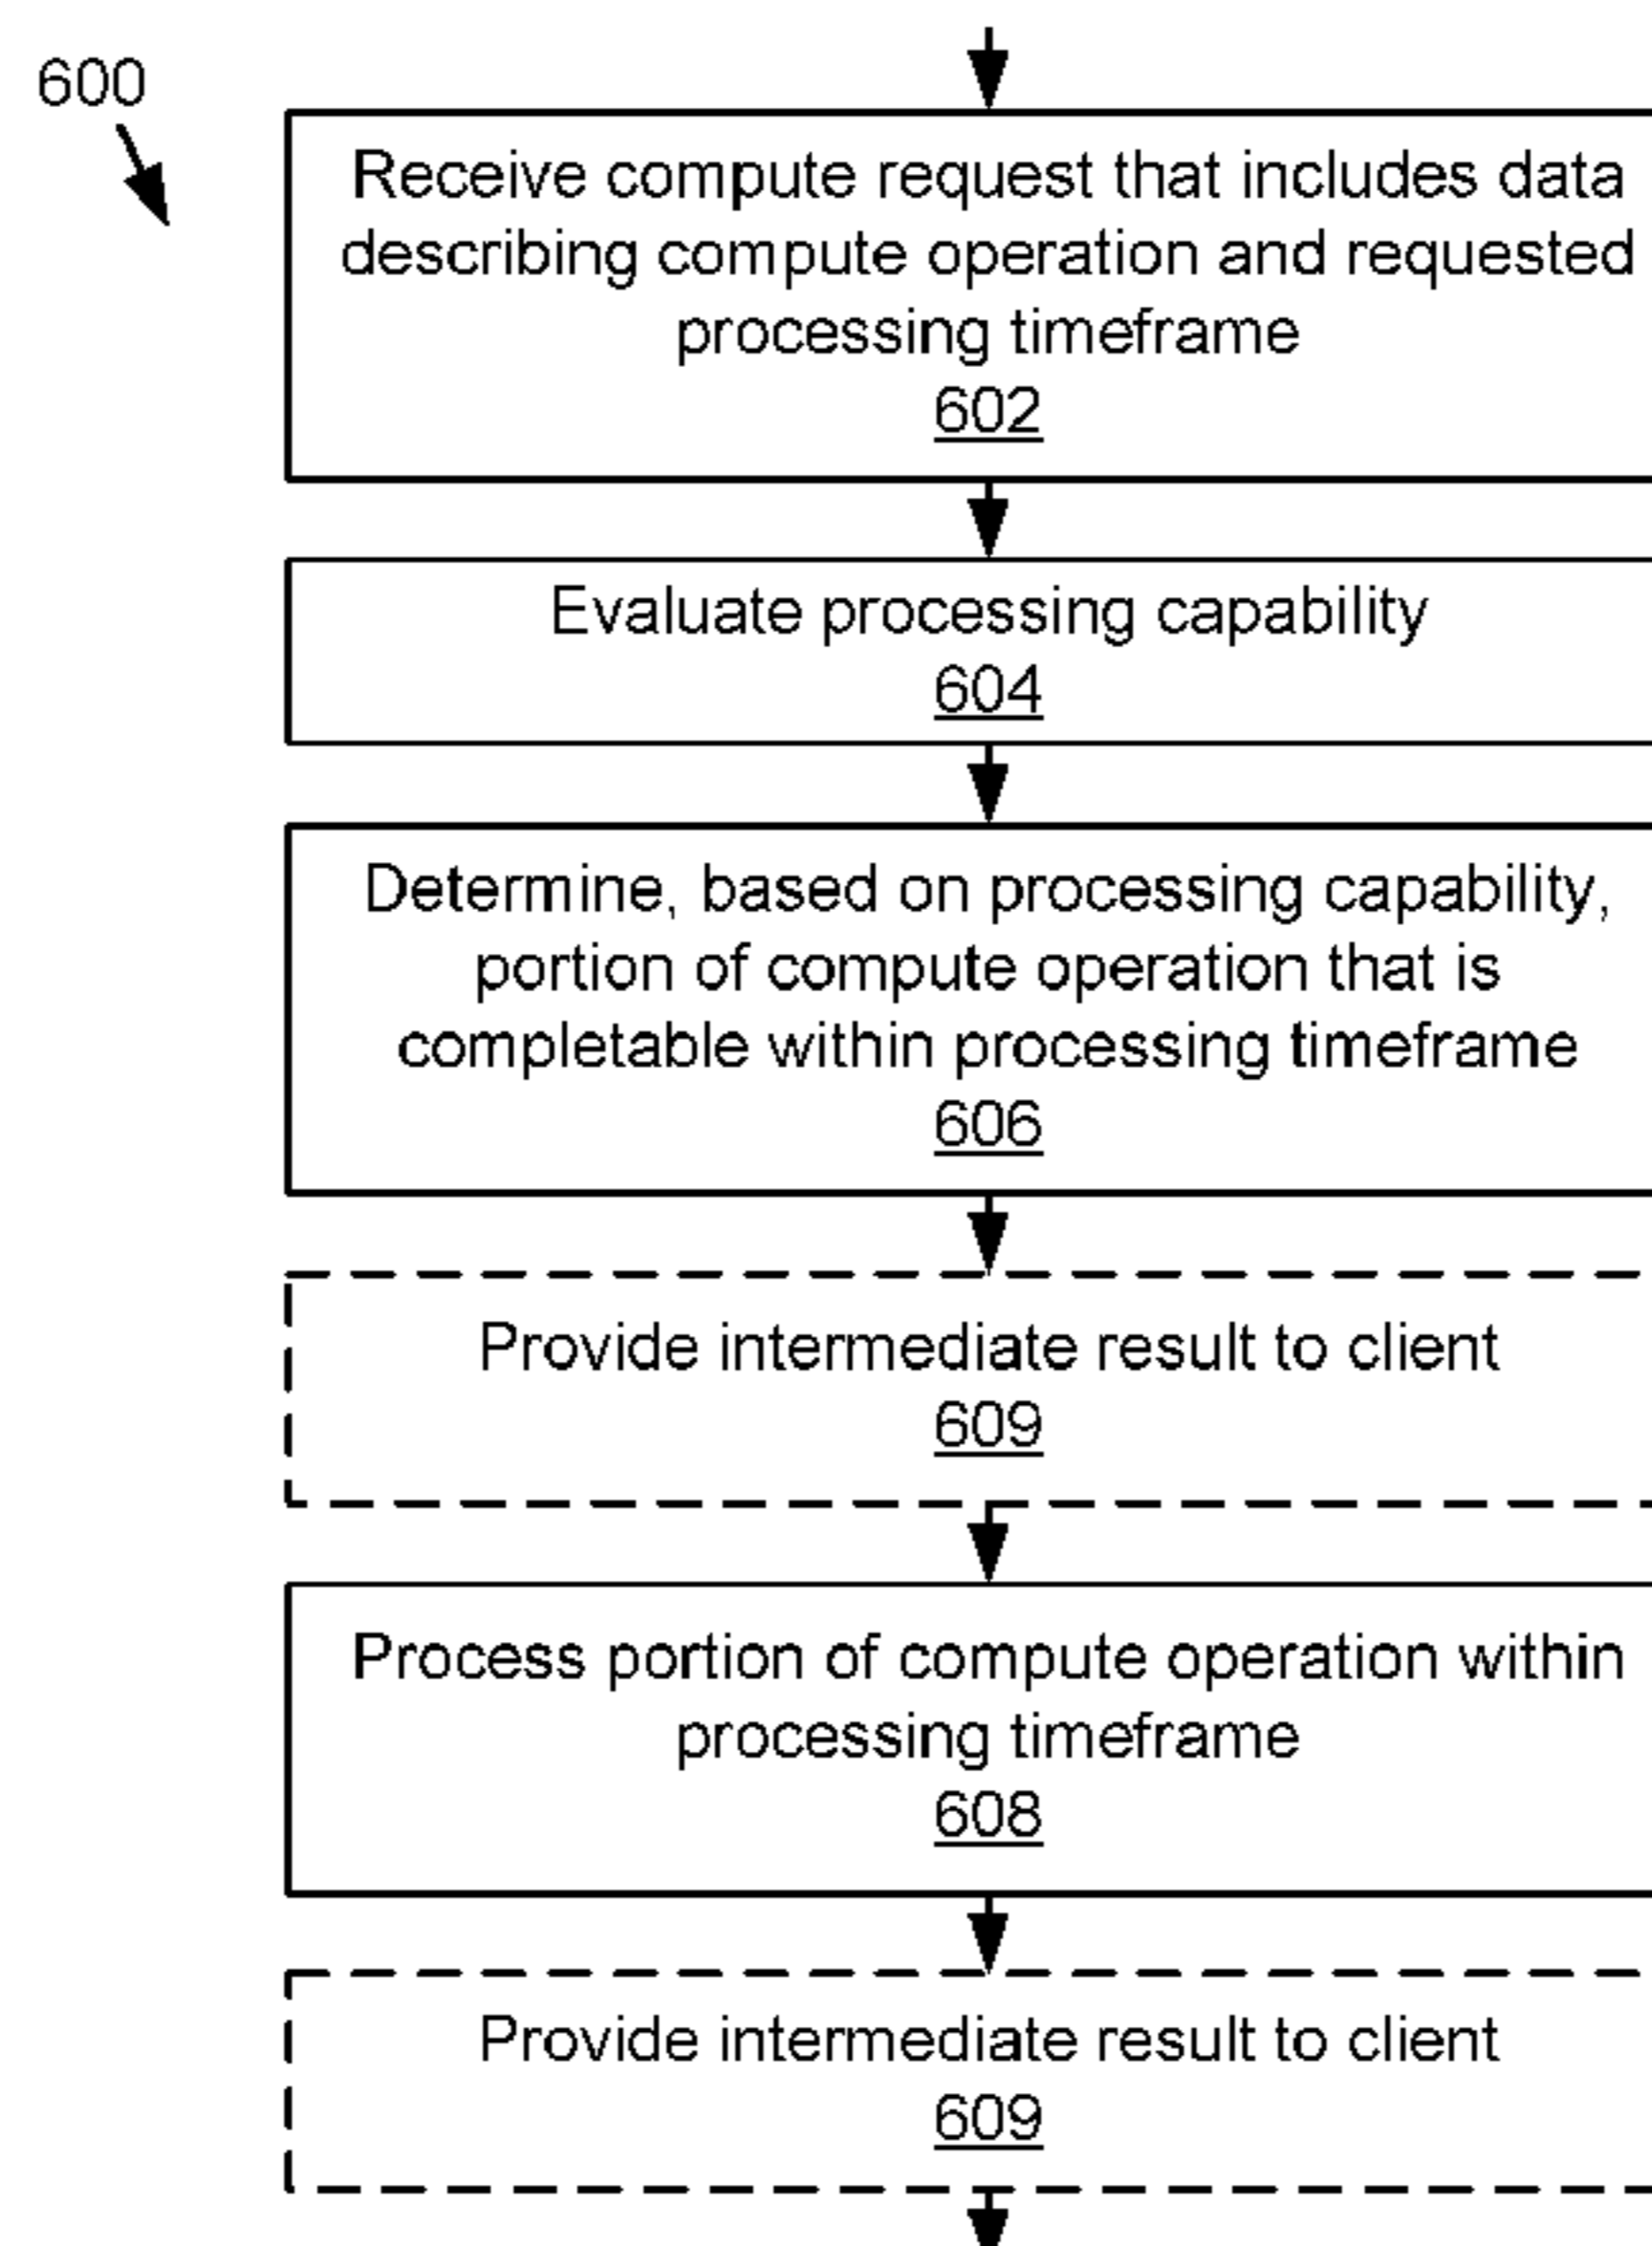 600
Receive compute request that includes data
describing compute operation and requested
processing timeframe
602
Evaluate processing capability
604
Determine, based on processing capability,
portion of compute operation that is
completable within processing timeframe
606
Provide intermediate result to client
609
Process portion of compute operation within
processing timeframe
608
Provide intermediate result to client
609